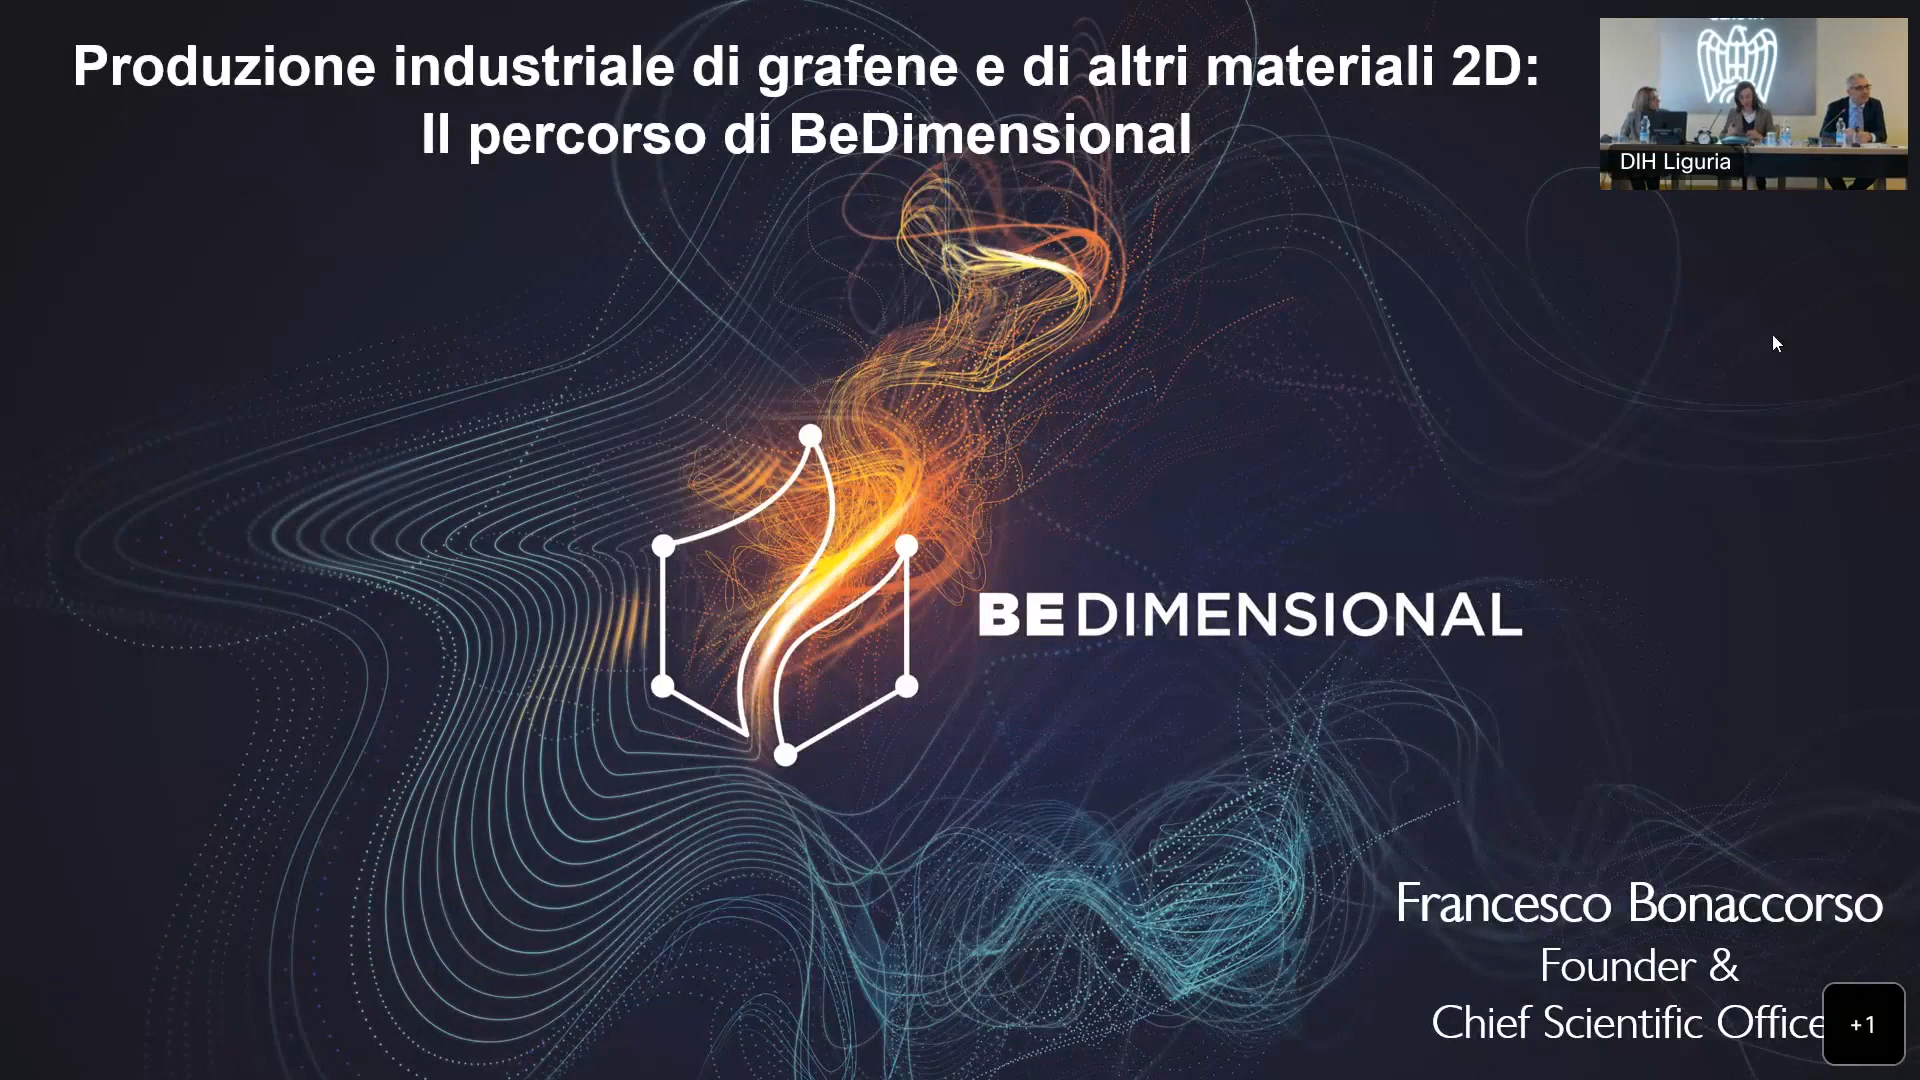 Produzione industriale di grafene e di altri materiali 2D:
Il percorso di BeDimensional
DIH Liguria
BEDIMENSIONAL
Francesco Bonaccorso
Founder &
Chief Scientific Office
+1